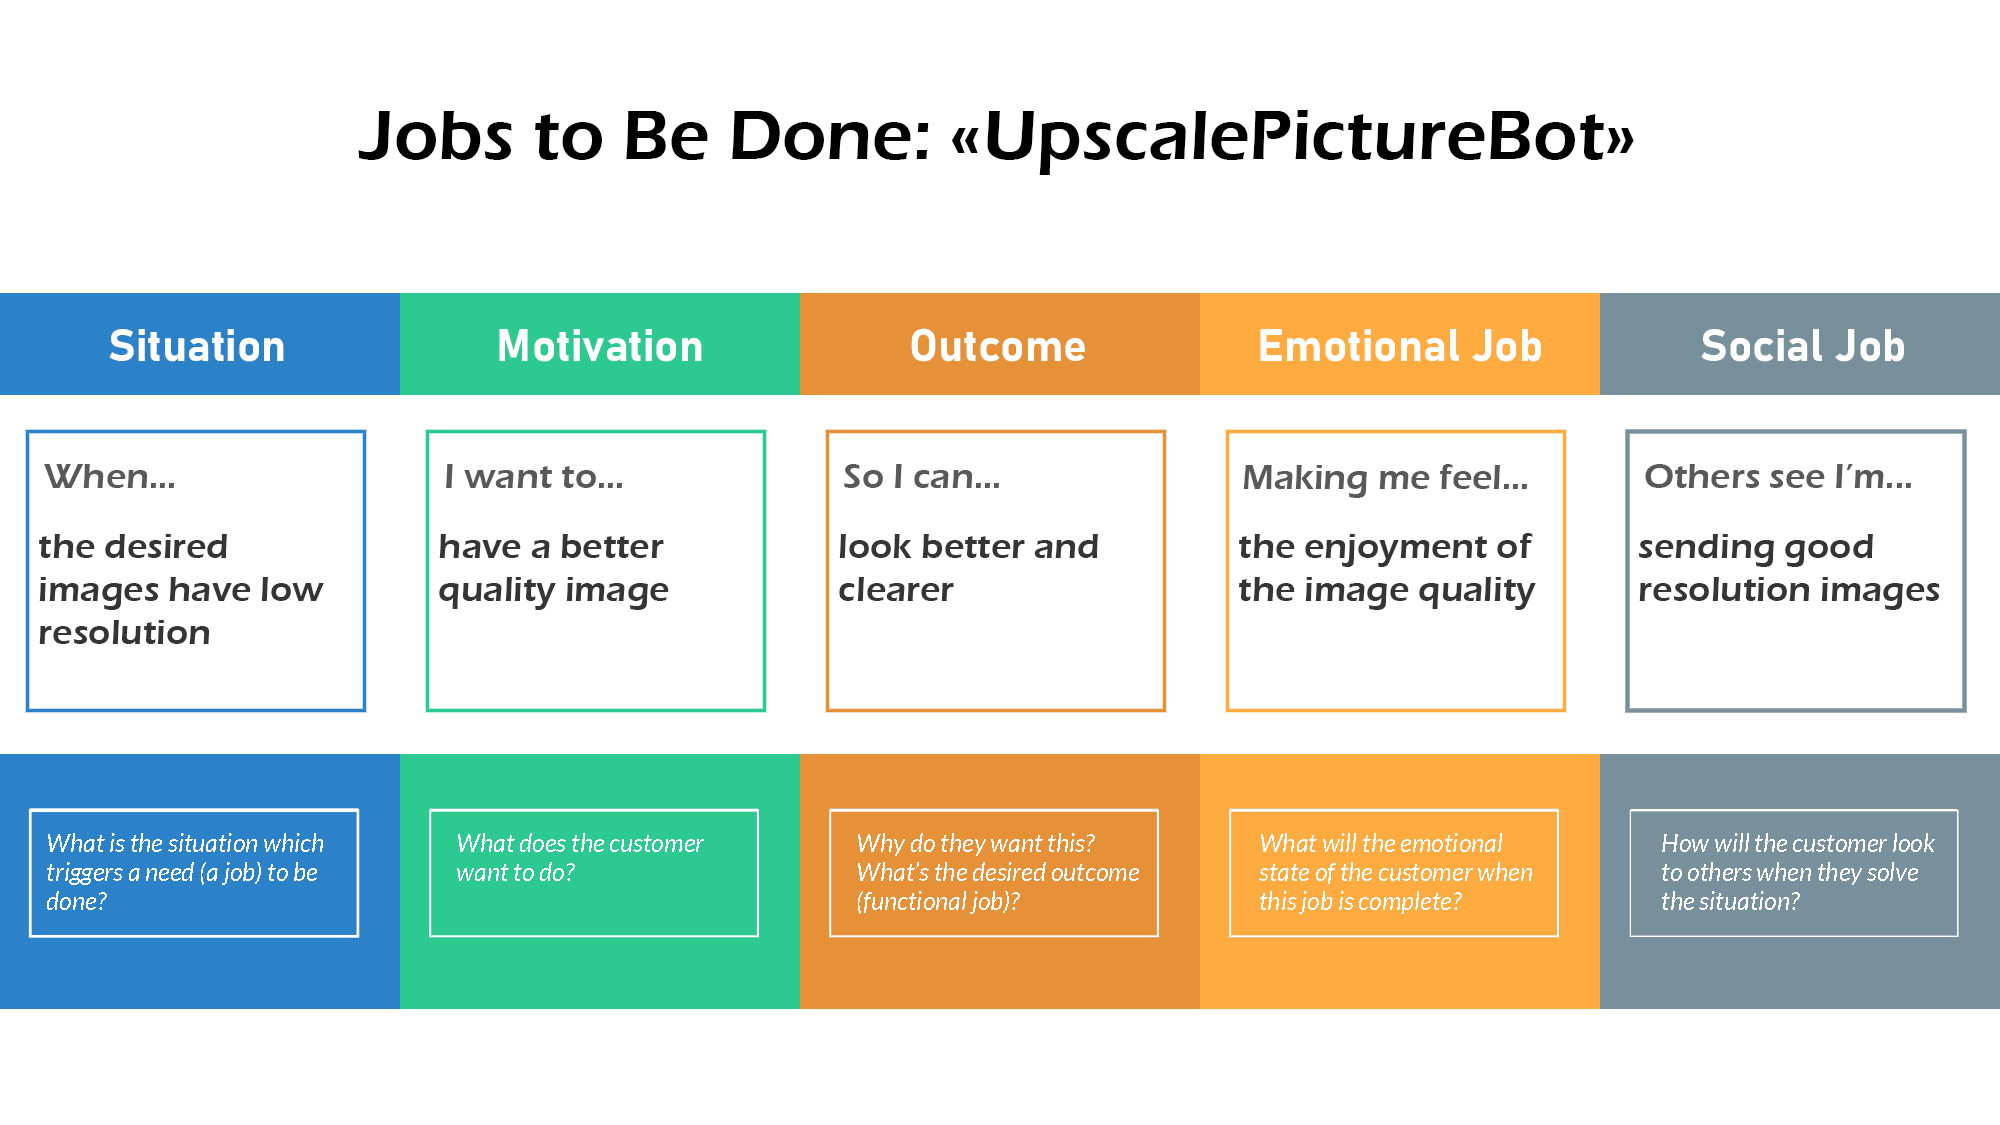 Jobs to Be Done: «UpscalePictureBot»
Situation
Motivation
Outcome
Emotional Job
Social Job
When...
the desired
images have low
resolution
I want to...
have a better
quality image
So I can...
look better and
clearer
Making me feel...
the enjoyment of
the image quality
Others see I’m...
sending good
resolution images
What is the situation which
triggers a need (a job) to be
done?
What does the customer
want to do?
Why do they want this?
What's the desired outcome
(functional job)?
What will the emotional
state of the customer when
this job is complete?
How will the customer look
to others when they solve
the situation?